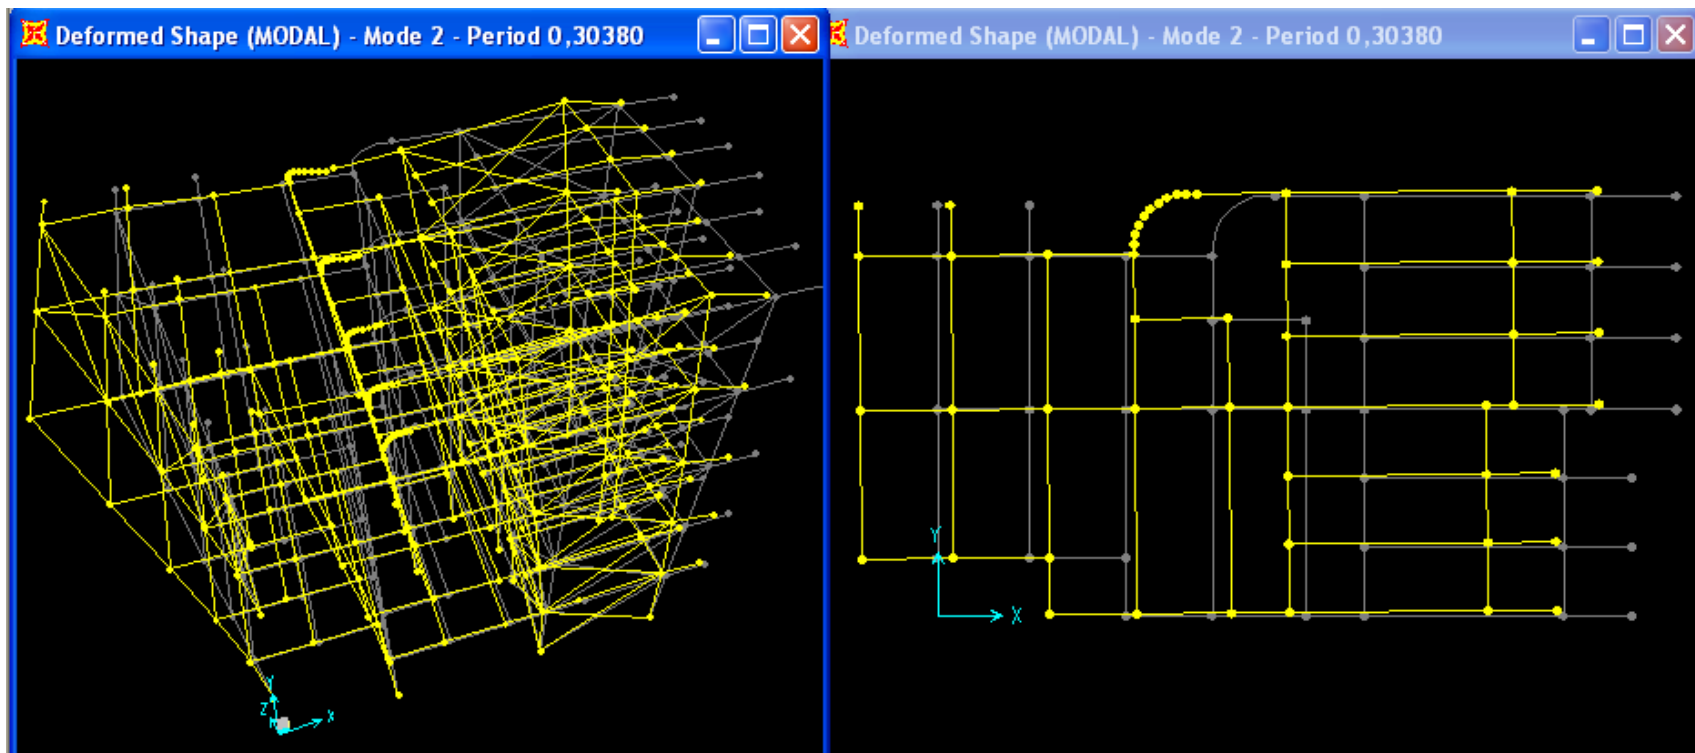 Deformed Shape (MODAL) - Mode 2 - Period 0,30380
Deformed Shape (MODAL) - Mode 2 - Period 0,30380
Y
X
Y
Z
X